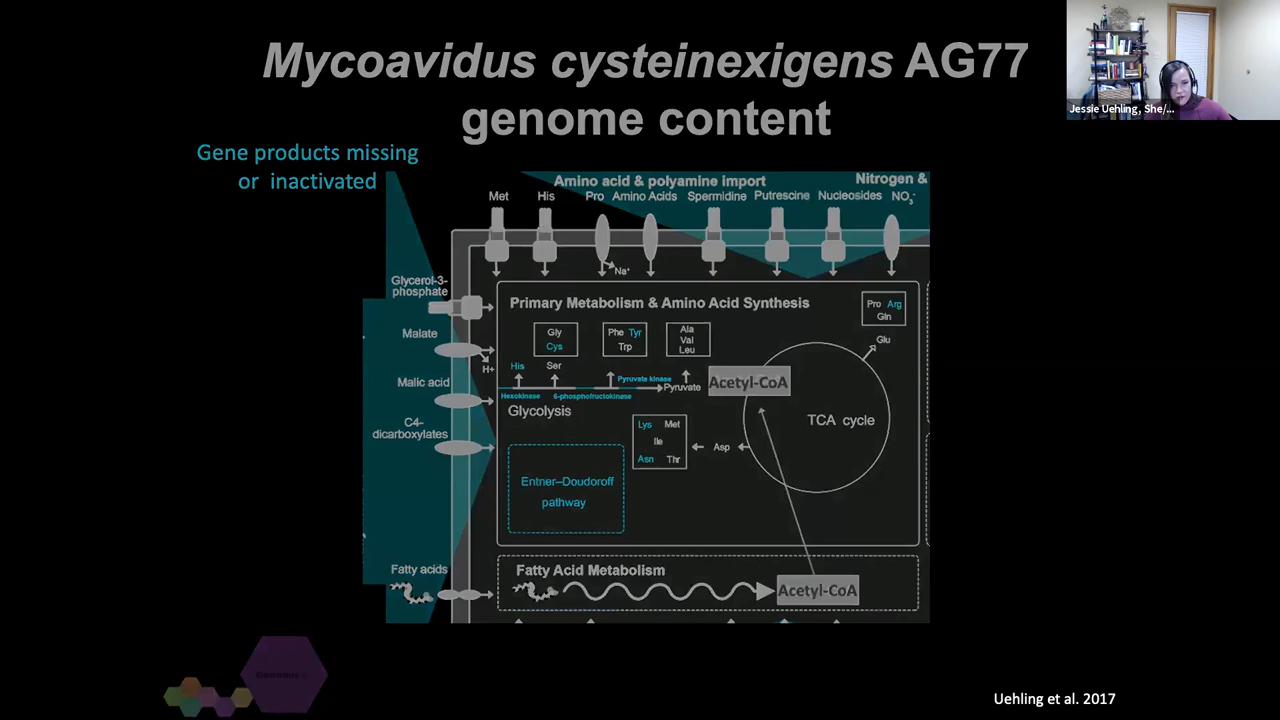 Mycoavidus cysteinexigens AG77
genome content
Jessie Uehling, She/...
Gene products missing
or inactivated
Amino acid & polyamine import
Nitrogen &
Met His Pro Amino Acids Spermidine Putrescine Nucleosides NO3-
Na+
Glycerol-3-
phosphate
Malate
H+
Malic acid
C4-
dicarboxylates
Fatty acids
Primary Metabolism & Amino Acid Synthesis
Pro Arg
Gln
Glu
Gly
Cys
Phe Tyr
Trp
Ala
Val
Leu
His
Ser
Pyruvate kinase
Pyruvate
Acetyl-CoA
Hexokinase
6-phosphofructokinase
Glycolysis
TCA cycle
Lys Met
Ile
Asn Thr
Asp
Entner–Doudoroff
pathway
Fatty Acid Metabolism
Acetyl-CoA
Uehling et al. 2017